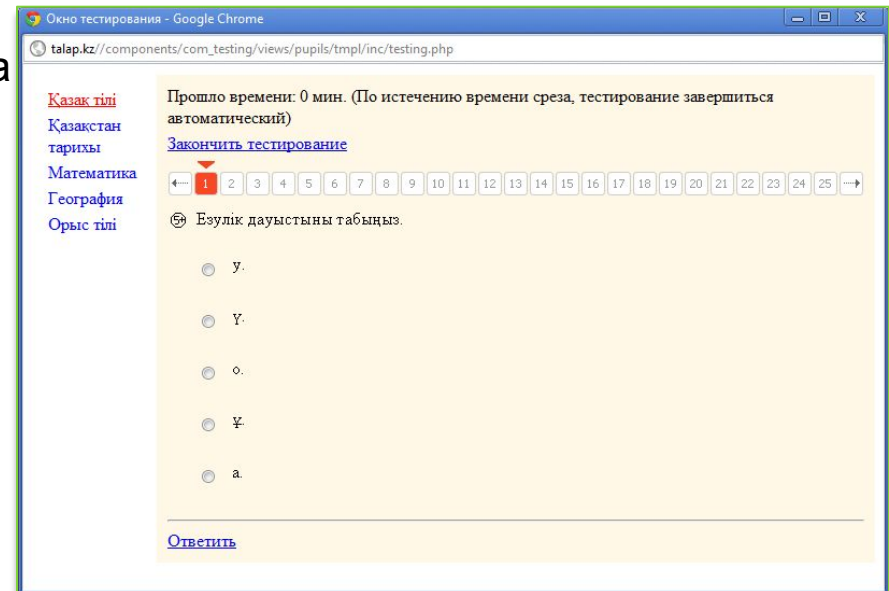 Окно тестирования - Google Chrome
talap.kz//components/com_testing/views/pupils/tmpl/inc/testing.php
а
Қазақ тілі
Қазақстан
тарихы
Математика
География
Орыс тілі
Прошло времени: 0 мин. (По истечению времени среза, тестирование завершиться
автоматический)
Закончить тестирование
1 2 3 4 5 6 7 8 9 10 11 12 13 14 15 16 17 18 19 20 21 22 23 24 25
Езулік дауыстыны табыңыз.
у.
ү.
о.
ұ.
а.
Ответить